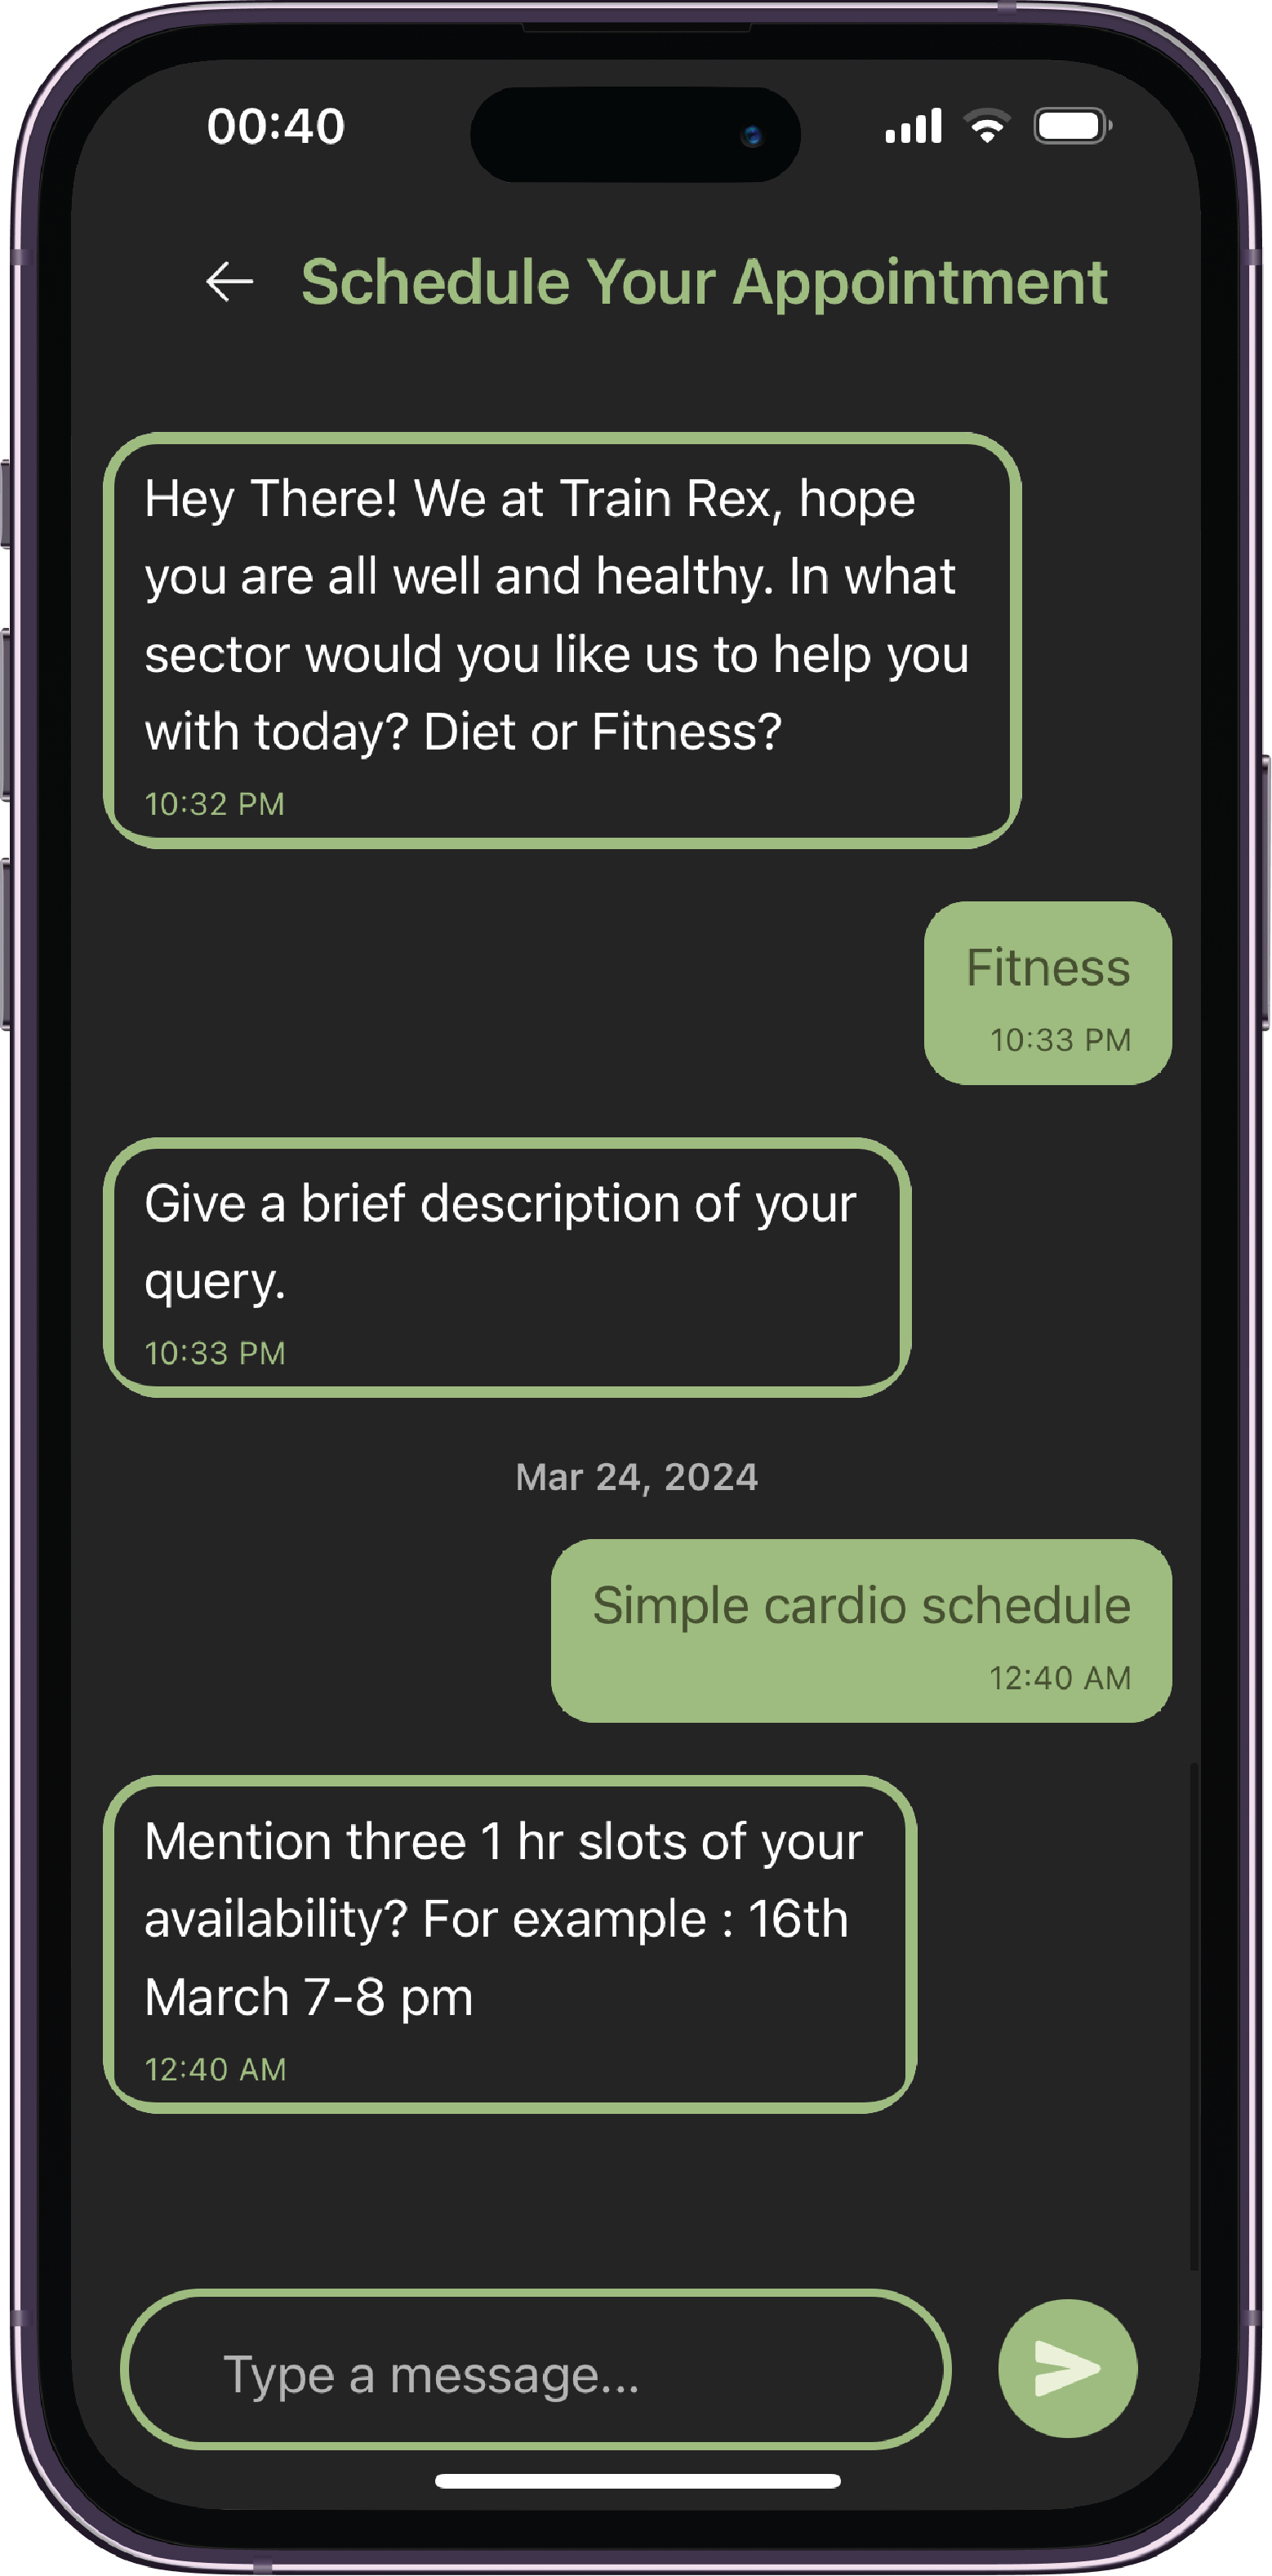 00:40
Schedule Your Appointment
Hey There! We at Train Rex, hope
you are all well and healthy. In what
sector would you like us to help you
with today? Diet or Fitness?
10:32 PM
Fitness
10:33 PM
Give a brief description of your
query.
10:33 PM
Mar 24, 2024
Simple cardio schedule
12:40 AM
Mention three 1 hr slots of your
availability? For example : 16th
March 7-8 pm
12:40 AM
Type a message...